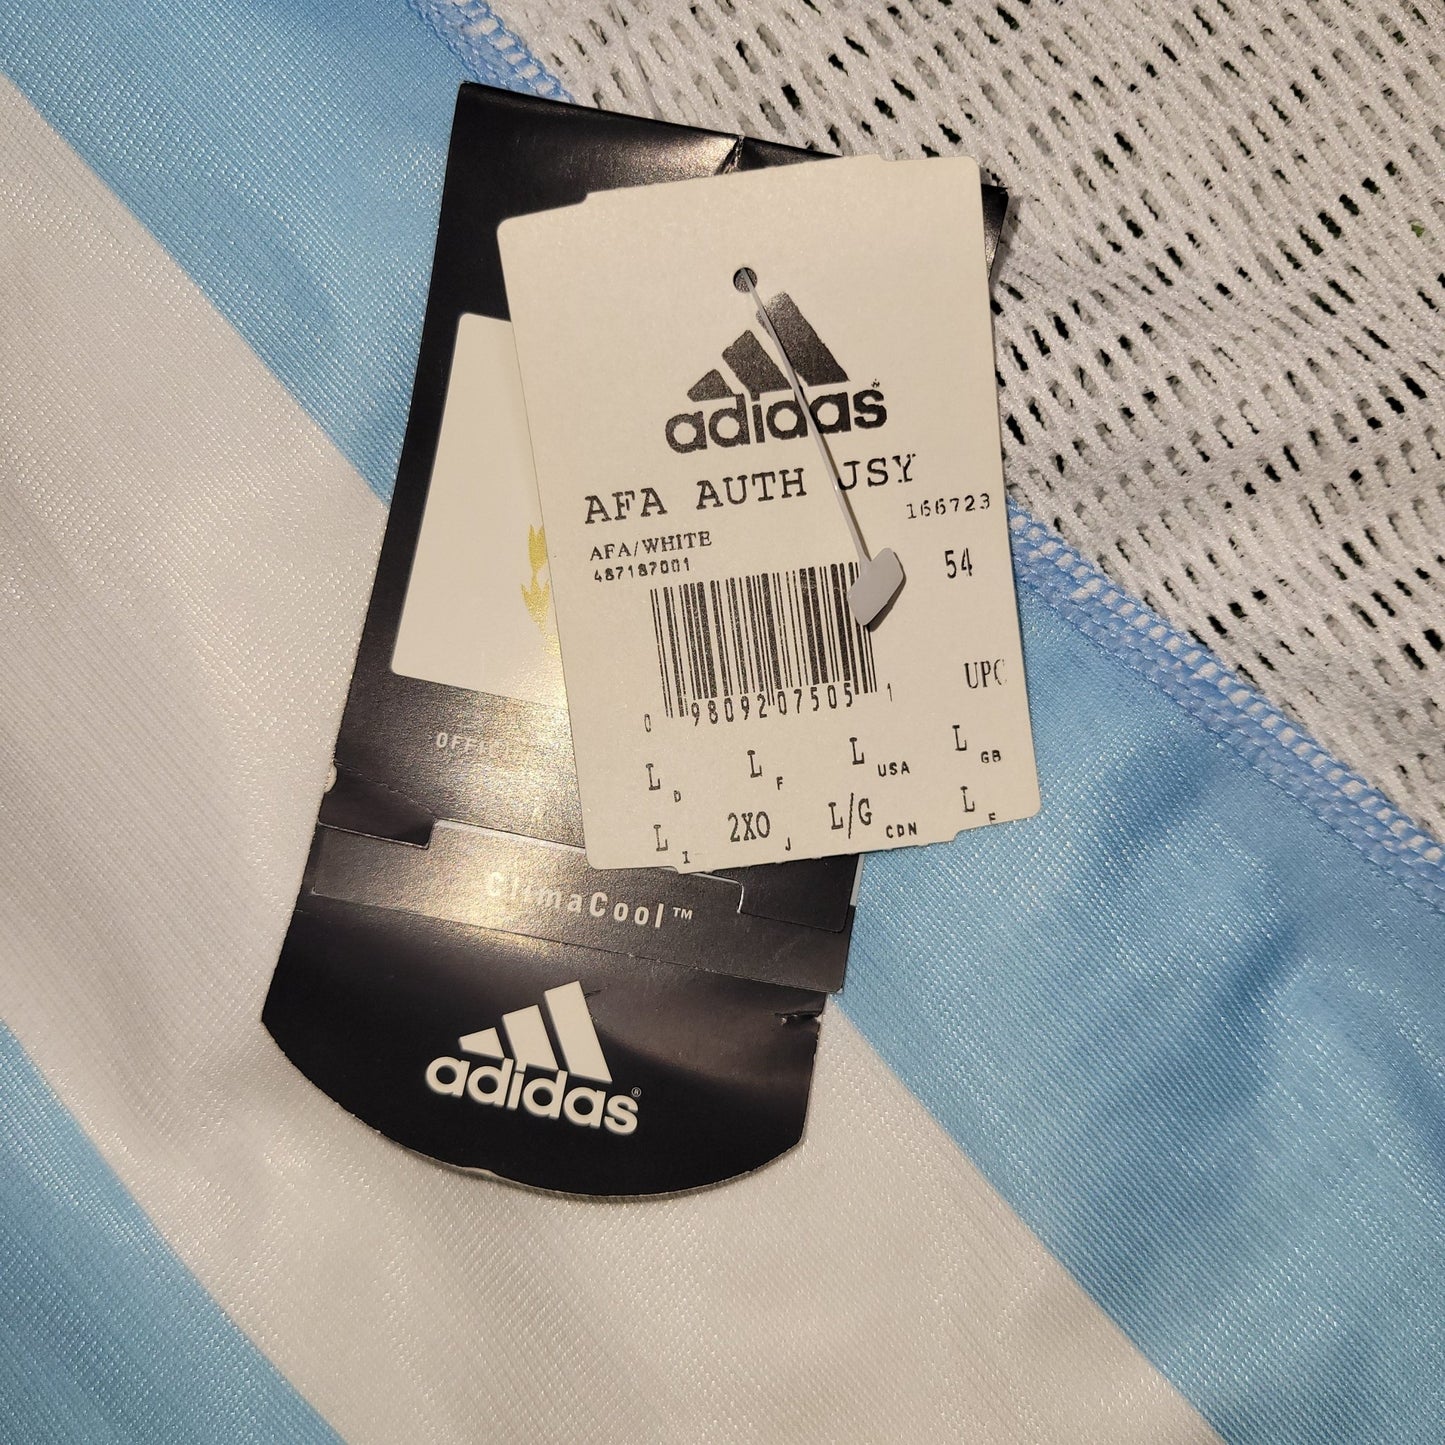 adidas®
AFA AUTH JSY
166723
AFA/WHITE
487187001
54
0 98092 07505 1
UPC
L D L F L USA L GB
L I 2XO J L/G CDN L E
ClimaCool™
adidas®